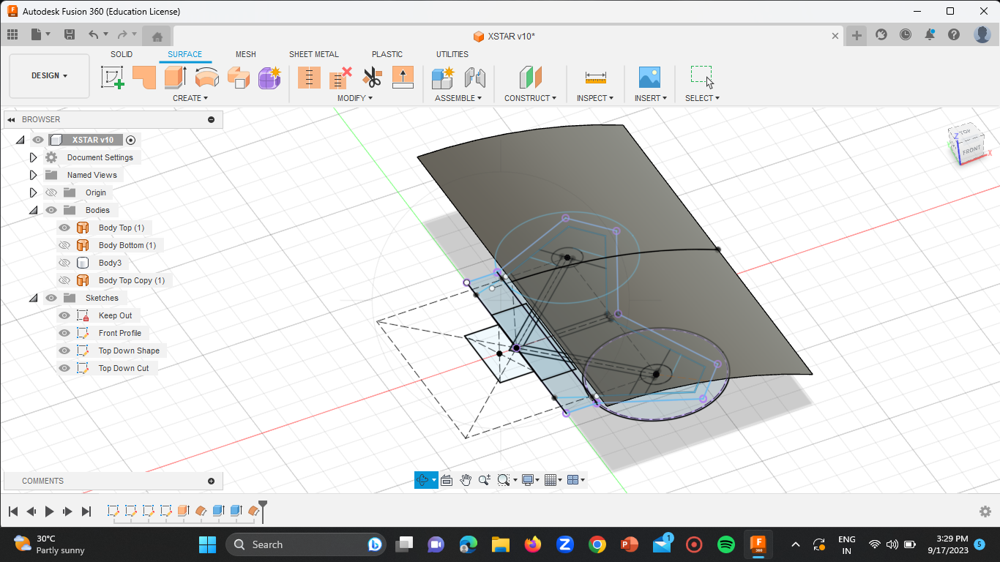 Autodesk Fusion 360 (Education License)
XSTAR v10*
SOLID SURFACE MESH SHEET METAL PLASTIC UTILITIES
DESIGN
CREATE MODIFY ASSEMBLE CONSTRUCT INSPECT INSERT SELECT
BROWSER
XSTAR v10
Document Settings
Named Views
Origin
Bodies
Body Top (1)
Body Bottom (1)
Body3
Body Top Copy (1)
Sketches
Keep Out
Front Profile
Top Down Shape
Top Down Cut
TOP
Z
FRONT
X
COMMENTS
30°C
Partly sunny
Search
Z
1
P
F
360
ENG
IN
3:29 PM
9/17/2023
5